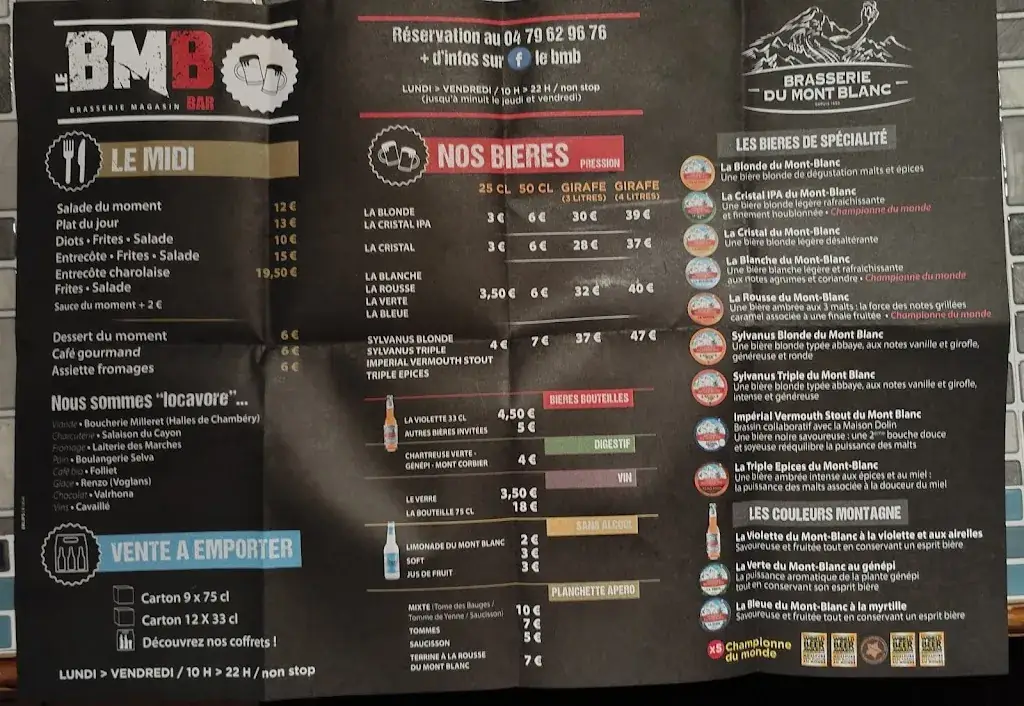 LE BMB BAR
BRASSERIE MAGASIN
LE MIDI
Salade du moment 12 €
Plat du jour 13 €
Diots • Frites • Salade 10 €
Entrecôte • Frites • Salade 15 €
Entrecôte charolaise 19,50 €
Frites • Salade
Sauce du moment + 2 €
Dessert du moment 6 €
Café gourmand 6 €
Assiette fromages 6 €
Nous sommes "locavore"...
Viande • Boucherie Milleret (Halles de Chambéry)
Charcuterie • Salaison du Cayon
Fromage • Laiterie des Marches
Pain • Boulangerie Selva
Café bio • Folliet
Glace • Renzo (Voglans)
Chocolat • Valrhona
Vins • Cavaillé
VENTE A EMPORTER
Carton 9 x 75 cl
Carton 12 X 33 cl
Découvrez nos coffrets !
LUNDI > VENDREDI / 10 H > 22 H / non stop
Réservation au 04 79 62 96 76
+ d'infos sur f le bmb
LUNDI > VENDREDI / 10 H > 22 H / non stop
(jusqu'à minuit le jeudi et vendredi)
NOS BIERES PRESSION
25 CL 50 CL GIRAFE (3 LITRES) GIRAFE (4 LITRES)
LA BLONDE
LA CRISTAL IPA 3 € 6 € 30 € 39 €
LA CRISTAL 3 € 6 € 28 € 37 €
LA BLANCHE
LA ROUSSE
LA VERTE 3,50 € 6 € 32 € 40 €
LA BLEUE
SYLVANUS BLONDE
SYLVANUS TRIPLE 4 € 7 € 37 € 47 €
IMPERIAL VERMOUTH STOUT
TRIPLE EPICES
BIERES BOUTEILLES
LA VIOLETTE 33 CL 4,50 €
AUTRES BIÈRES INVITÉES 5 €
DIGESTIF
CHARTREUSE VERTE -
GÉNÉPI - MONT CORBIER 4 €
VIN
LE VERRE 3,50 €
LA BOUTEILLE 75 CL 18 €
SANS ALCOOL
LIMONADE DU MONT BLANC 2 €
SOFT 3 €
JUS DE FRUIT 3 €
PLANCHETTE APERO
MIXTE (Tome des Bauges / 10 €
Tomme de Yenne / Saucisson)
TOMMES 7 €
SAUCISSON 5 €
TERRINE À LA ROUSSE
DU MONT BLANC 7 €
BRASSERIE
DU MONT BLANC
DEPUIS 1821
LES BIERES DE SPÉCIALITÉ
La Blonde du Mont-Blanc
Une bière blonde de dégustation malts et épices
La Cristal IPA du Mont-Blanc
Une bière blonde légère rafraichissante
et finement houblonnée • Championne du monde
La Cristal du Mont-Blanc
Une bière blonde légère désaltérante
La Blanche du Mont-Blanc
Une bière blanche légère et rafraichissante
aux notes agrumes et coriandre • Championne du monde
La Rousse du Mont-Blanc
Une bière ambrée aux 3 malts : la force des notes grillées
caramel associée à une finale fruitée • Championne du monde
Sylvanus Blonde du Mont Blanc
Une bière blonde typée abbaye, aux notes vanille et girofle,
généreuse et ronde
Sylvanus Triple du Mont Blanc
Une bière blonde typée abbaye, aux notes vanille et girofle,
intense et généreuse
Impérial Vermouth Stout du Mont Blanc
Brassin collaboratif avec la Maison Dolin
Une bière noire savoureuse : une 2ème bouche douce
et soyeuse rééquilibre la puissance des malts
La Triple Epices du Mont-Blanc
Une bière ambrée intense aux épices et au miel :
la puissance des malts associée à la douceur du miel
LES COULEURS MONTAGNE
La Violette du Mont-Blanc à la violette et aux airelles
Savoureuse et fruitée tout en conservant un esprit bière
La Verte du Mont-Blanc au génépi
La puissance aromatique de la plante génépi
tout en conservant son esprit bière
La Bleue du Mont-Blanc à la myrtille
Savoureuse et fruitée tout en conservant un esprit bière
x5 Championne
du monde